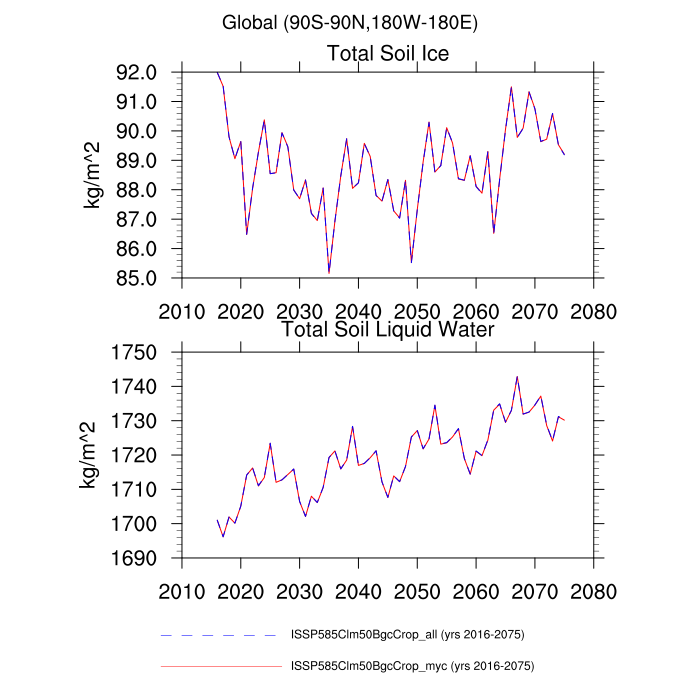 Global (90S-90N,180W-180E)
Total Soil Ice
92.0
91.0
90.0
89.0
88.0
87.0
86.0
85.0
kg/m^2
2010 2020 2030 2040 2050 2060 2070 2080
Total Soil Liquid Water
1750
1740
1730
1720
1710
1700
1690
kg/m^2
2010 2020 2030 2040 2050 2060 2070 2080
ISSP585Clm50BgcCrop_all (yrs 2016-2075)
ISSP585Clm50BgcCrop_myc (yrs 2016-2075)